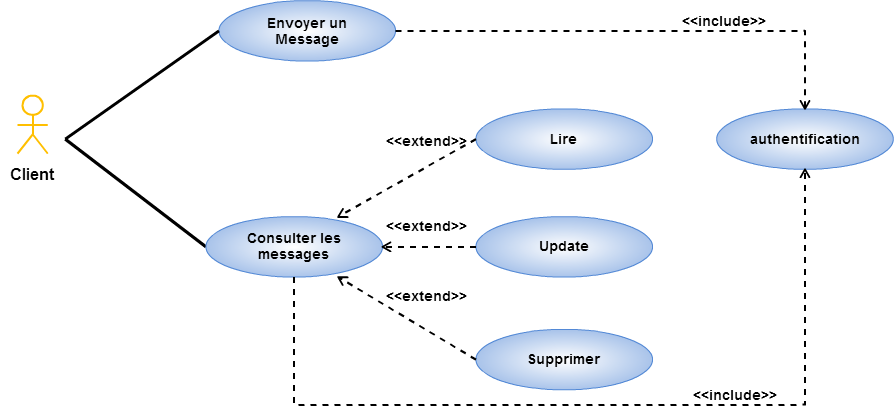 Envoyer un
Message
<<include>>
<<extend>>
Lire
authentification
Client
Consulter les
messages
<<extend>>
Update
<<extend>>
Supprimer
<<include>>